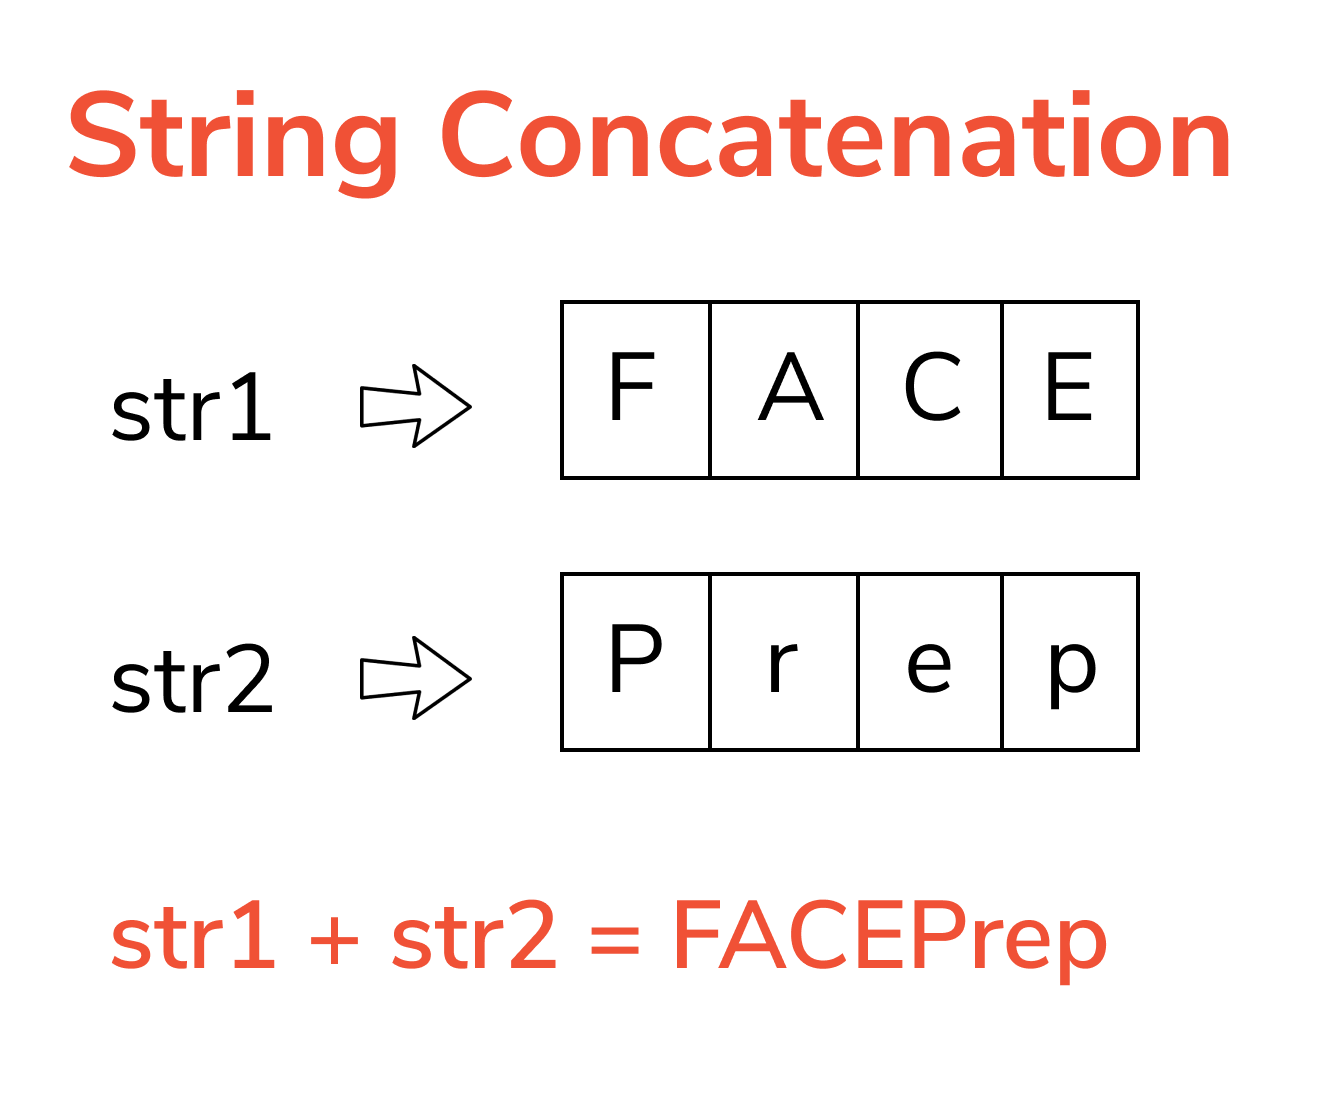 String Concatenation
str1 F A C E
str2 P r e p
str1 + str2 = FACEPrep